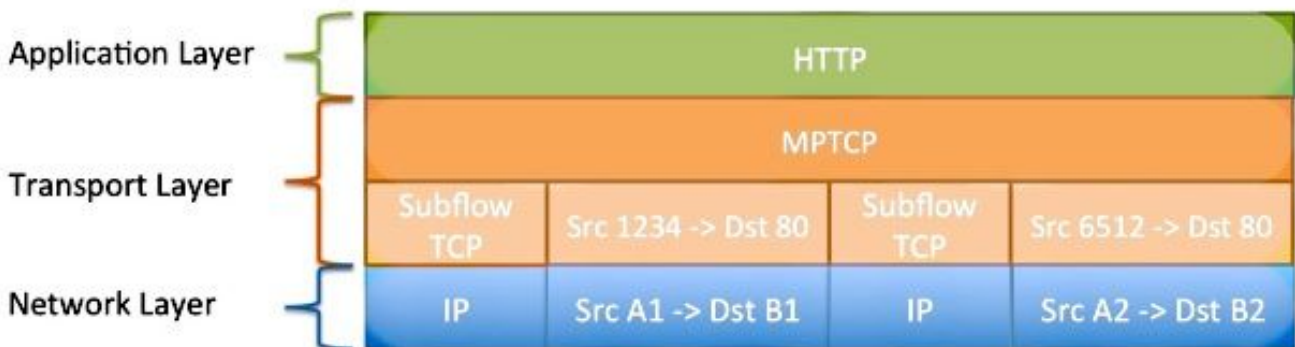 Application Layer
HTTP
Transport Layer
MPTCP
Subflow
TCP
Src 1234 -> Dst 80
Subflow
TCP
Src 6512 -> Dst 80
Network Layer
IP
Src A1 -> Dst B1
IP
Src A2 -> Dst B2